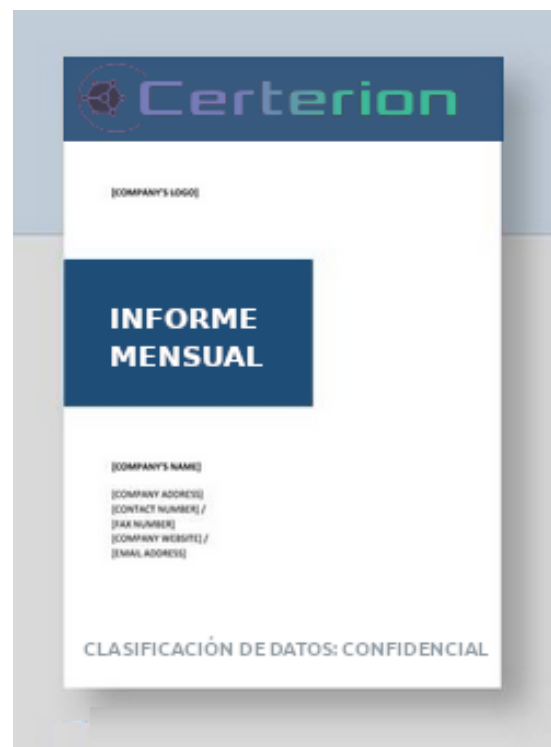 Certerion
[COMPANY'S LOGO]
INFORME
MENSUAL
[COMPANY'S NAME]
[COMPANY ADDRESS]
[CONTACT NUMBER] /
[FAX NUMBER]
[COMPANY WEBSITE] /
[EMAIL ADDRESS]
CLASIFICACIÓN DE DATOS: CONFIDENCIAL